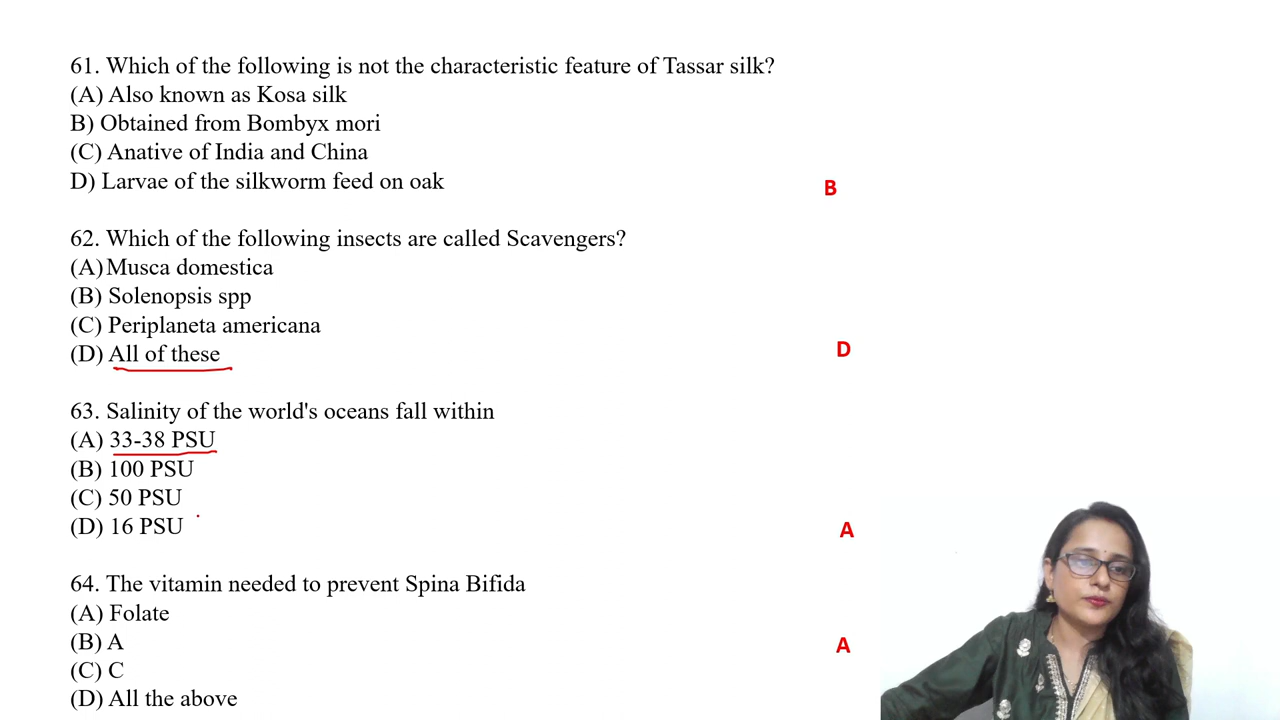 61. Which of the following is not the characteristic feature of Tassar silk?
(A) Also known as Kosa silk
B) Obtained from Bombyx mori
(C) Anative of India and China
D) Larvae of the silkworm feed on oak
B
62. Which of the following insects are called Scavengers?
(A) Musca domestica
(B) Solenopsis spp
(C) Periplaneta americana
(D) All of these
D
63. Salinity of the world's oceans fall within
(A) 33-38 PSU
(B) 100 PSU
(C) 50 PSU
(D) 16 PSU
A
64. The vitamin needed to prevent Spina Bifida
(A) Folate
(B) A
(C) C
(D) All the above
A